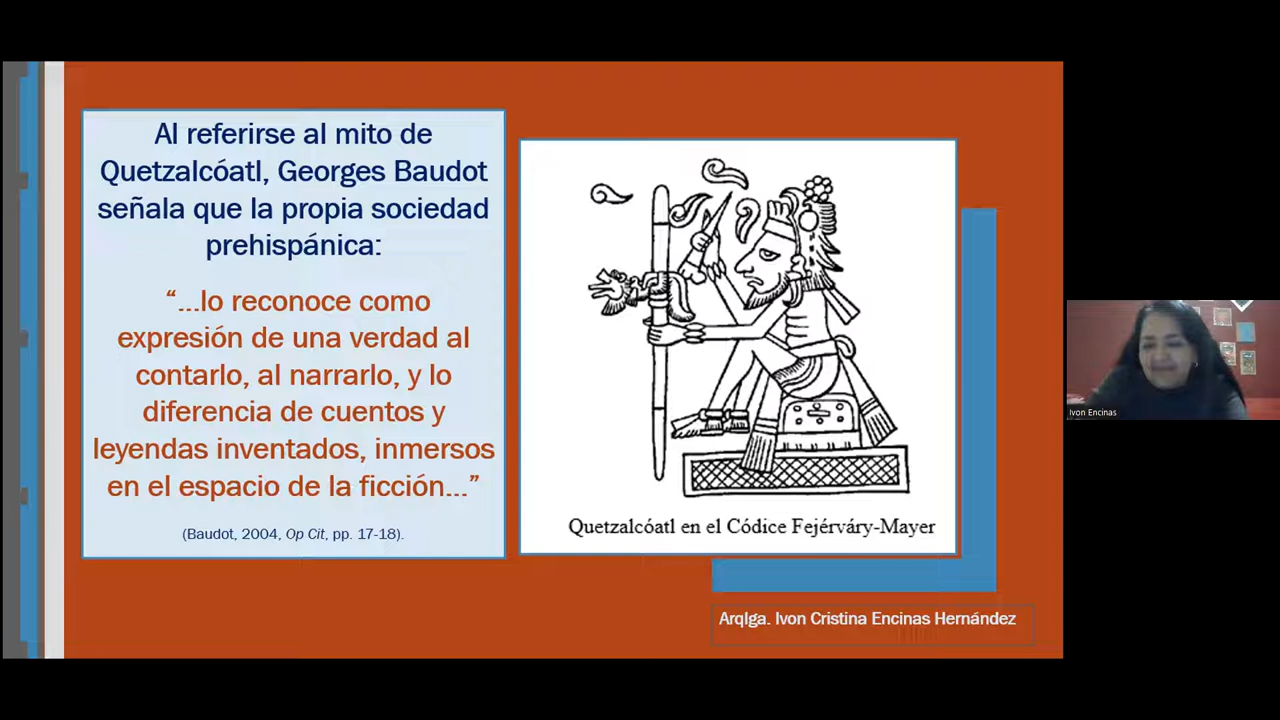 Al referirse al mito de
Quetzalcóatl, Georges Baudot
señala que la propia sociedad
prehispánica:
“...lo reconoce como
expresión de una verdad al
contarlo, al narrarlo, y lo
diferencia de cuentos y
leyendas inventados, inmersos
en el espacio de la ficción...”
(Baudot, 2004, Op Cit, pp. 17-18).
Quetzalcóatl en el Códice Fejérváry-Mayer
Arqlga. Ivon Cristina Encinas Hernández
Ivon Encinas